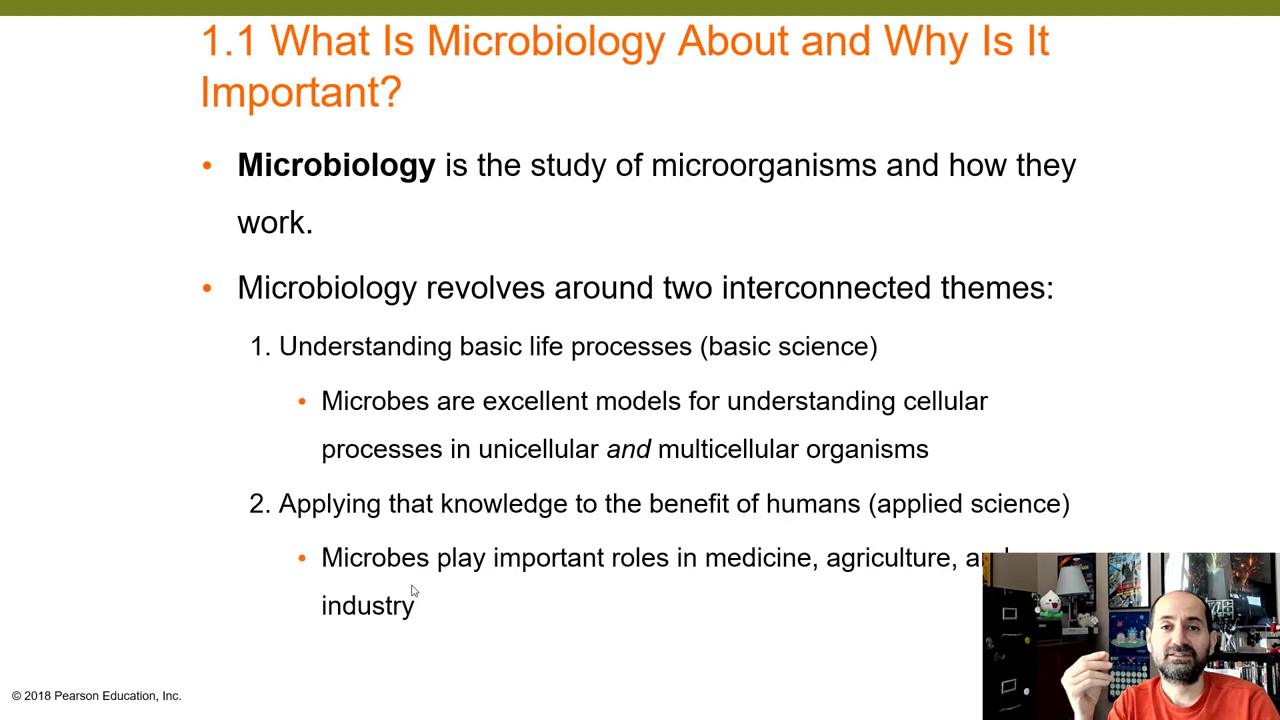 1.1 What Is Microbiology About and Why Is It
Important?
• Microbiology is the study of microorganisms and how they
work.
• Microbiology revolves around two interconnected themes:
1. Understanding basic life processes (basic science)
• Microbes are excellent models for understanding cellular
processes in unicellular and multicellular organisms
2. Applying that knowledge to the benefit of humans (applied science)
• Microbes play important roles in medicine, agriculture, and
industry
© 2018 Pearson Education, Inc.